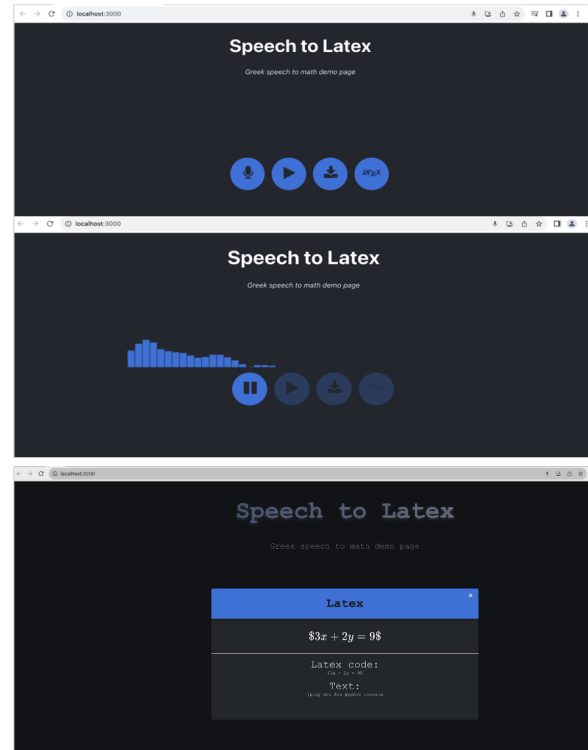 localhost:3000
Speech to Latex
Greek speech to math demo page
LATEX
localhost:3000
Speech to Latex
Greek speech to math demo page
localhost:3000
Speech to Latex
Greek speech to math demo page
Latex
$3x + 2y = 9$
Latex code:
Text: